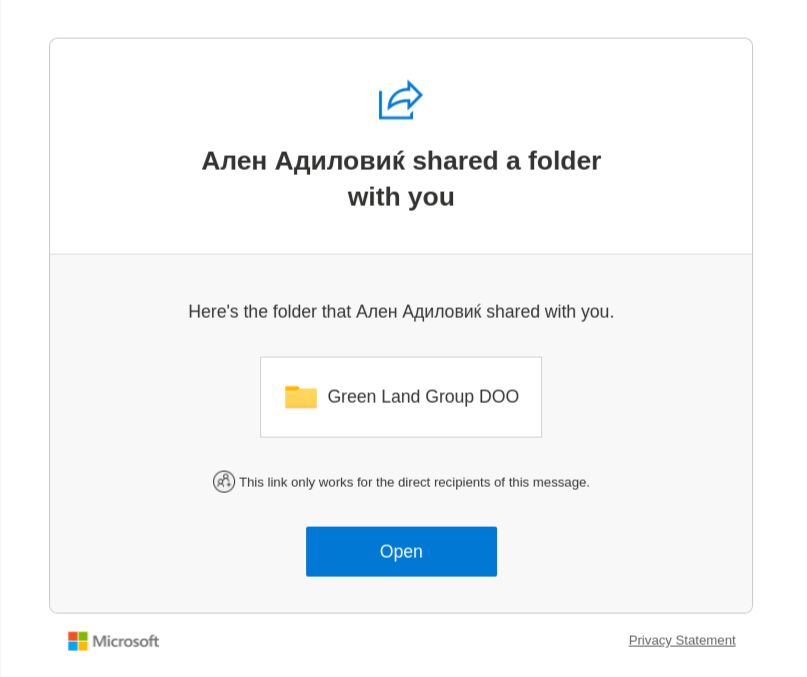 Ален Адиловиќ shared a folder
with you
Here's the folder that Ален Адиловиќ shared with you.
Green Land Group DOO
This link only works for the direct recipients of this message.
Open
Microsoft
Privacy Statement